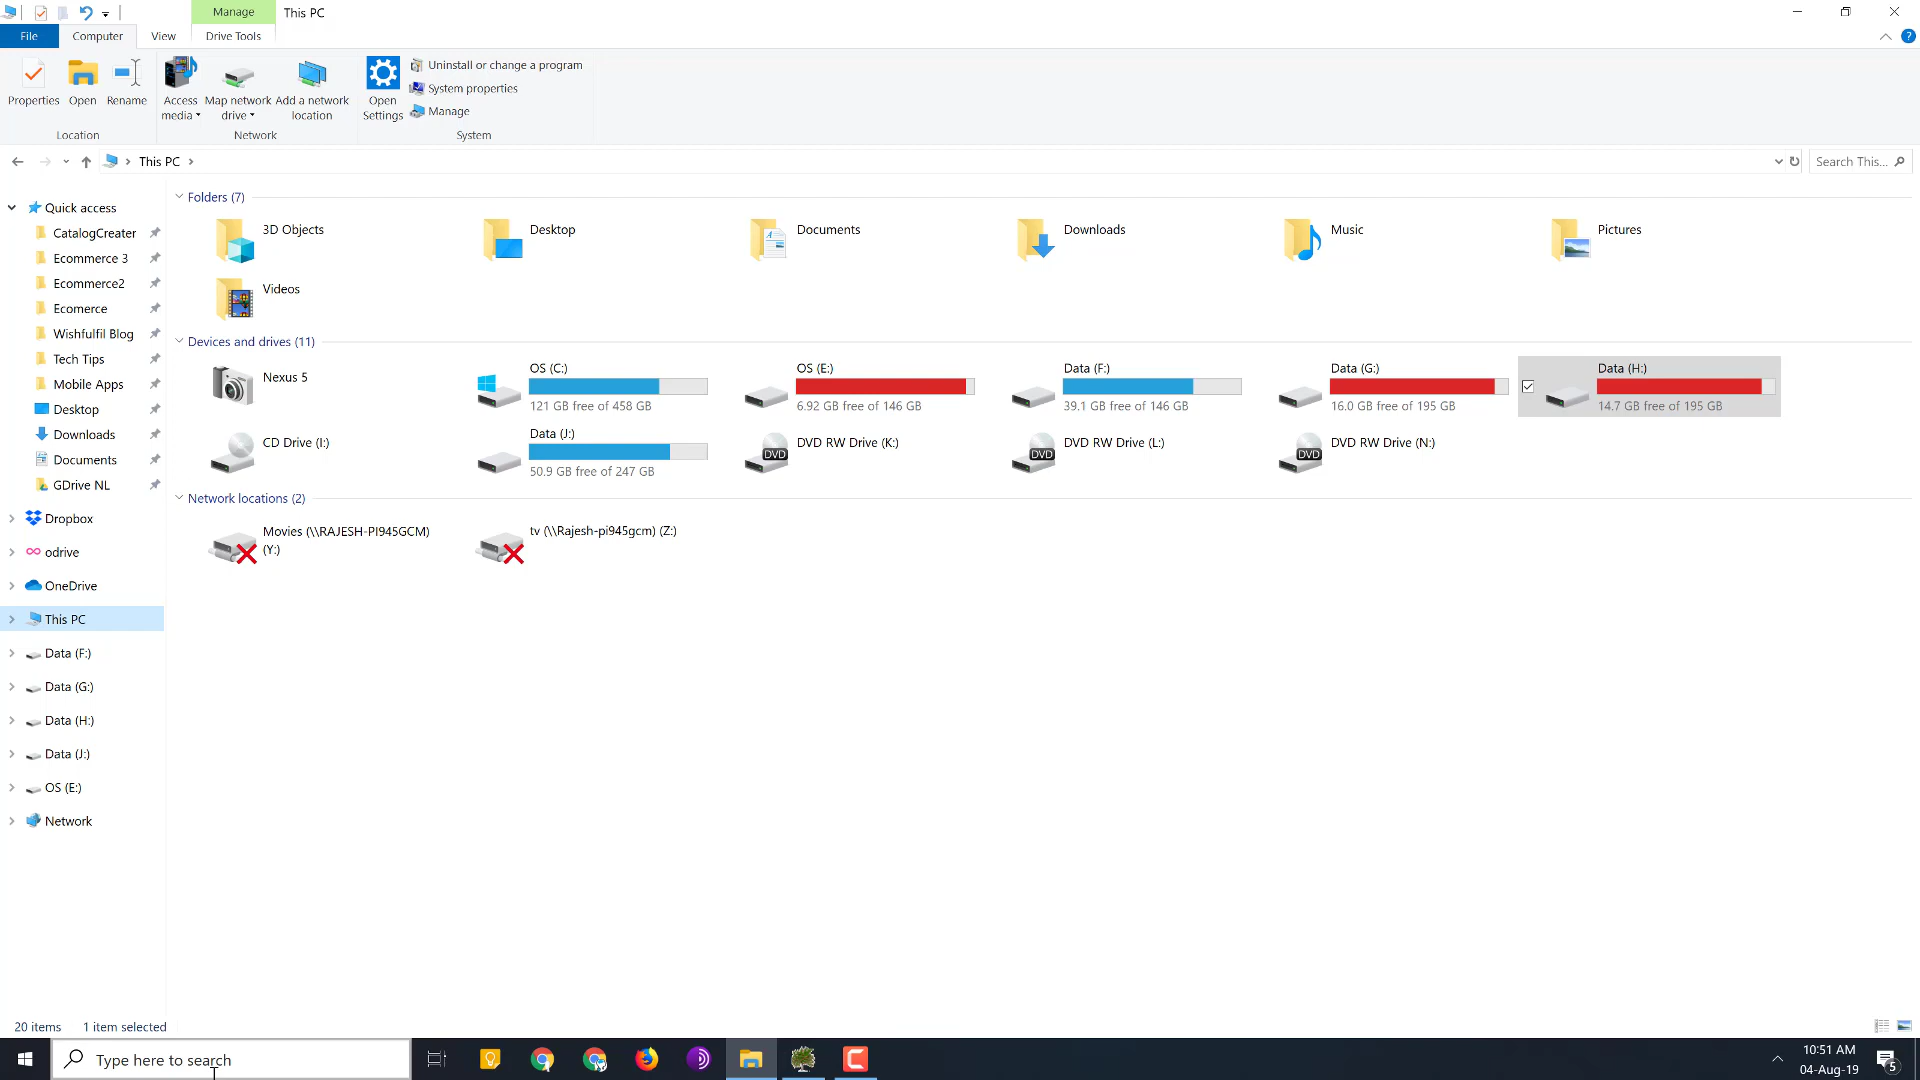 Manage
This PC
File
Computer
View
Drive Tools
Properties
Open
Rename
Access media
Map network drive
Add a network location
Open Settings
Uninstall or change a program
System properties
Manage
Location
Network
System
This PC
Search This...
Quick access
CatalogCreater
Ecommerce 3
Ecommerce2
Ecomerce
Wishfulfil Blog
Tech Tips
Mobile Apps
Desktop
Downloads
Documents
GDrive NL
Dropbox
odrive
OneDrive
This PC
Data (F:)
Data (G:)
Data (H:)
Data (J:)
OS (E:)
Network
Folders (7)
3D Objects
Desktop
Documents
Downloads
Music
Pictures
Videos
Devices and drives (11)
Nexus 5
OS (C:)
121 GB free of 458 GB
OS (E:)
6.92 GB free of 146 GB
Data (F:)
39.1 GB free of 146 GB
Data (G:)
16.0 GB free of 195 GB
Data (H:)
14.7 GB free of 195 GB
CD Drive (I:)
Data (J:)
50.9 GB free of 247 GB
DVD
DVD RW Drive (K:)
DVD
DVD RW Drive (L:)
DVD
DVD RW Drive (N:)
Network locations (2)
Movies (\\RAJESH-PI945GCM)
(Y:)
tv (\\Rajesh-pi945gcm) (Z:)
20 items
1 item selected
Type here to search
10:51 AM
04-Aug-19
5